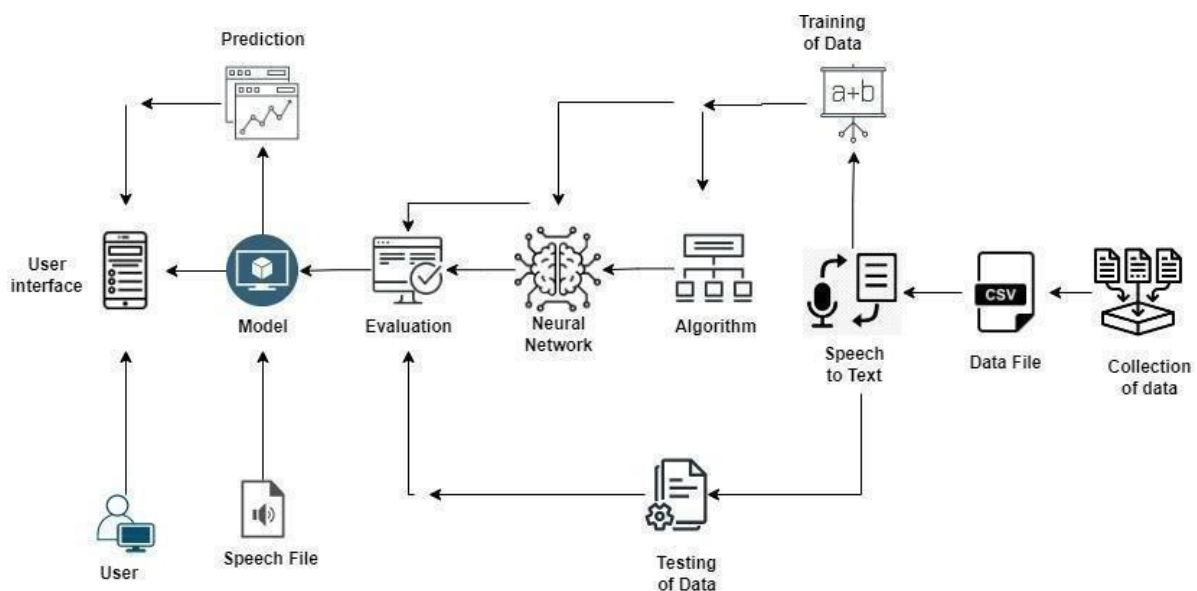 Prediction
Training
of Data
a+b
User
interface
Model
Evaluation
Neural
Network
Algorithm
Speech
to Text
CSV
Data File
Collection
of data
User
Speech File
Testing
of Data